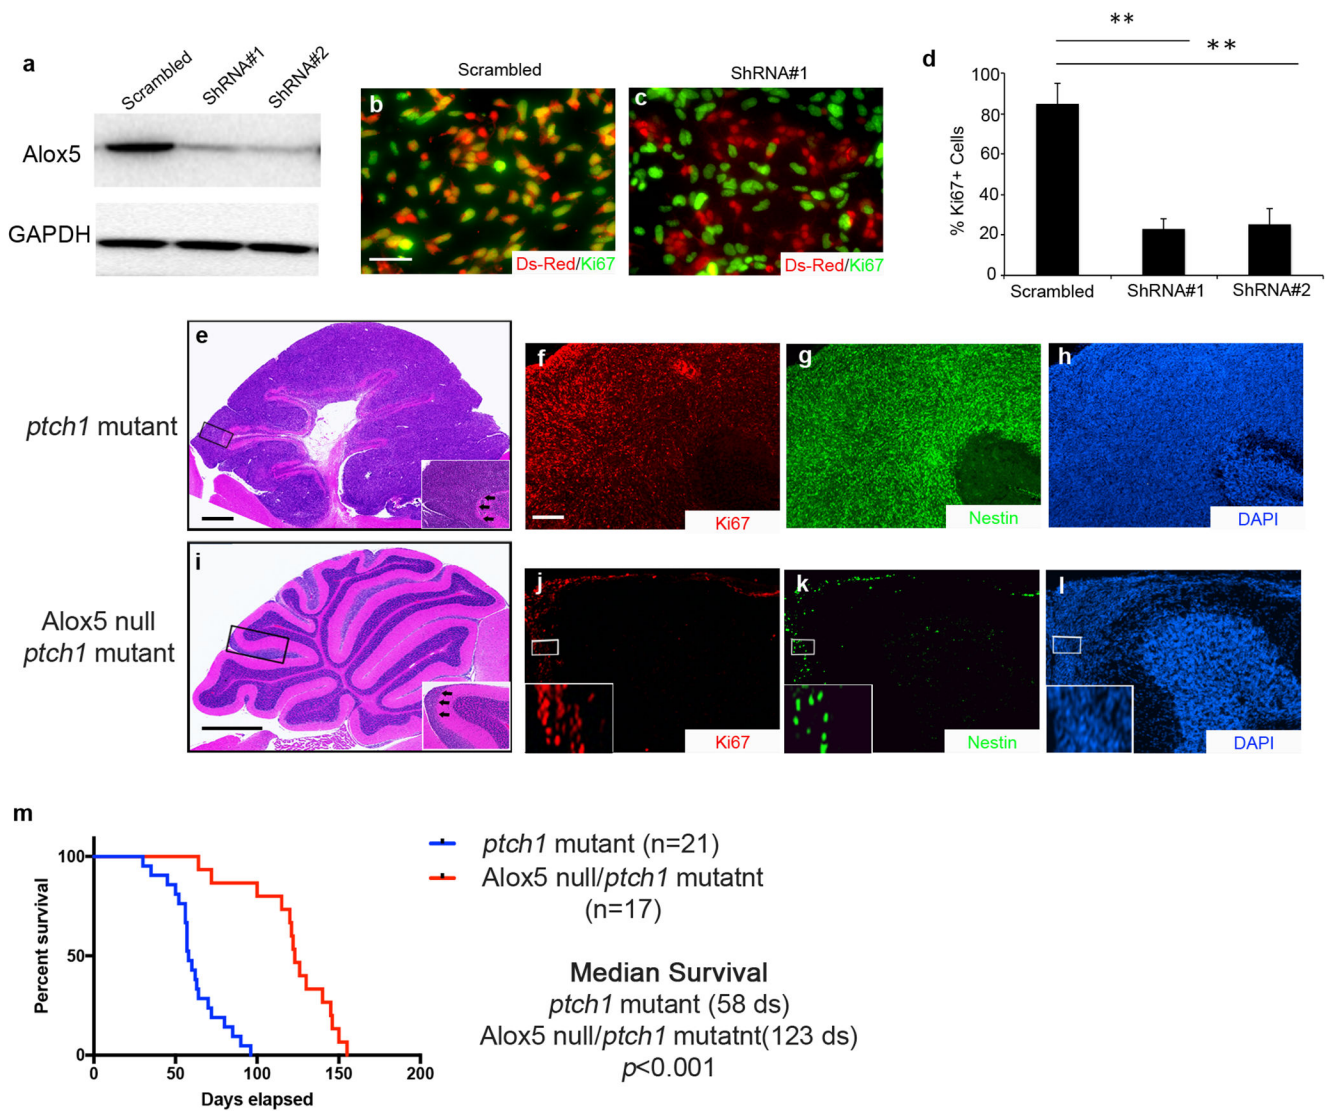 a
Scrambled
ShRNA#1
ShRNA#2
Alox5
GAPDH
Scrambled
b
Ds-Red/Ki67
ShRNA#1
c
Ds-Red/Ki67
d
**
**
% Ki67+ Cells
100
80
60
40
20
0
Scrambled
ShRNA#1
ShRNA#2
ptch1 mutant
e
f
Ki67
g
Nestin
h
DAPI
Alox5 null
ptch1 mutant
i
j
Ki67
k
Nestin
l
DAPI
m
Percent survival
100
50
0
0
50
100
150
200
Days elapsed
ptch1 mutant (n=21)
Alox5 null/ptch1 mutatnt
(n=17)
Median Survival
ptch1 mutant (58 ds)
Alox5 null/ptch1 mutatnt(123 ds)
p<0.001